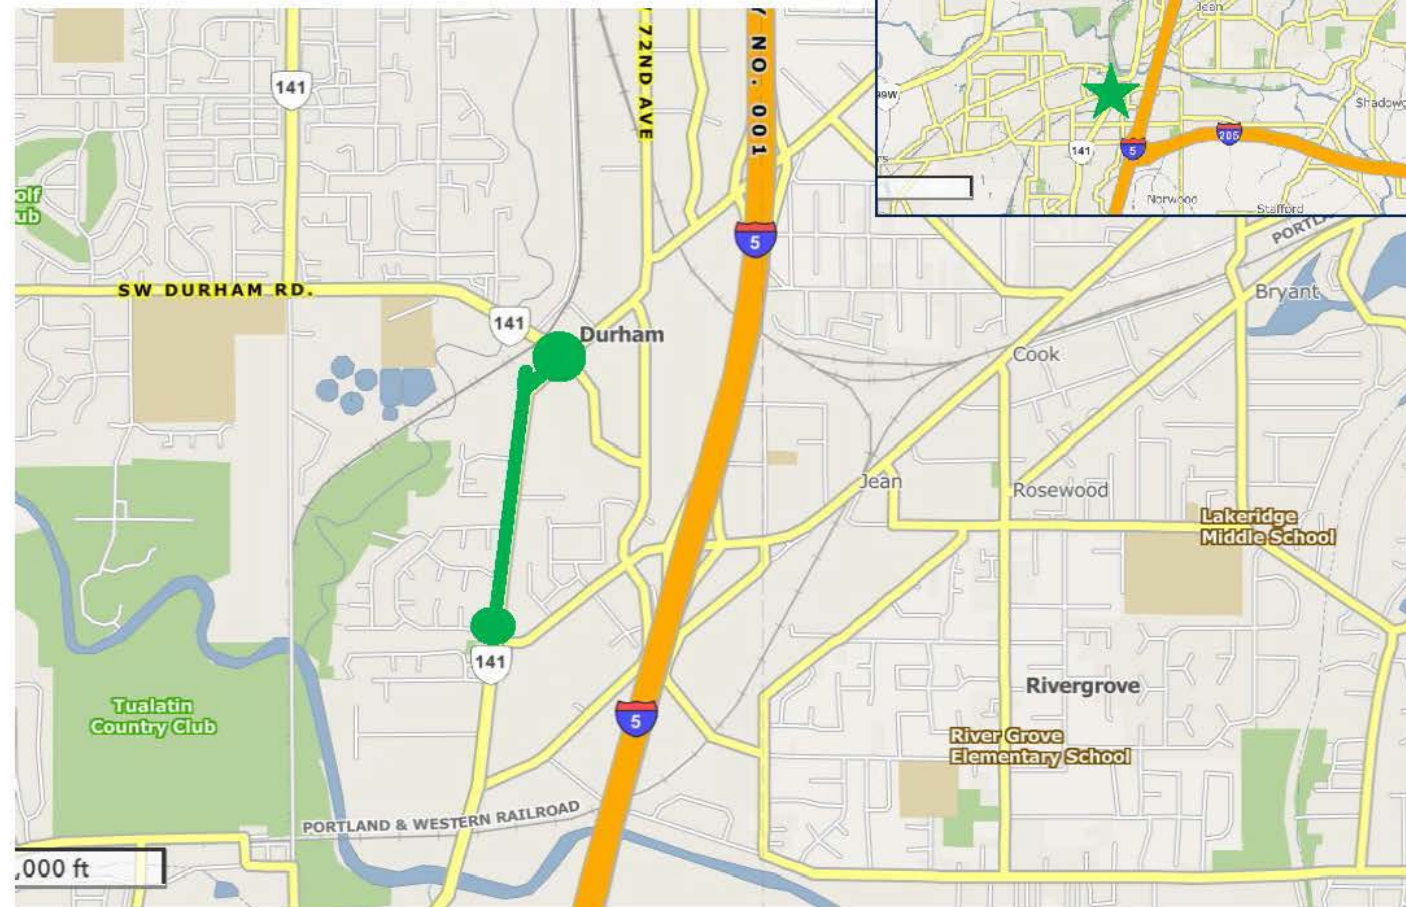 141
72ND AVE
NO. 001
5
olf
ub
SW DURHAM RD.
141
Durham
Jean
99W
Shadow
141
5
205
Norwood
Stafford
Bryant
Cook
Jean
Rosewood
Lakeridge
Middle School
141
Tualatin
Country Club
5
Rivergrove
River Grove
Elementary School
PORTLAND & WESTERN RAILROAD
,000 ft